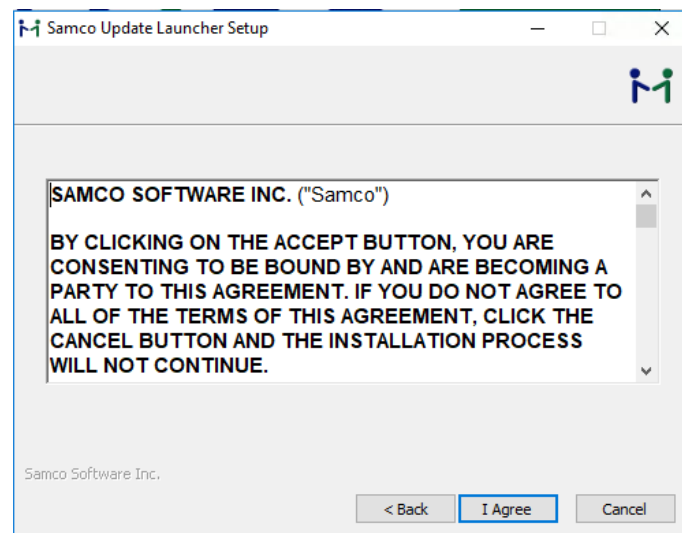 Samco Update Launcher Setup
SAMCO SOFTWARE INC. ("Samco")
BY CLICKING ON THE ACCEPT BUTTON, YOU ARE
CONSENTING TO BE BOUND BY AND ARE BECOMING A
PARTY TO THIS AGREEMENT. IF YOU DO NOT AGREE TO
ALL OF THE TERMS OF THIS AGREEMENT, CLICK THE
CANCEL BUTTON AND THE INSTALLATION PROCESS
WILL NOT CONTINUE.
Samco Software Inc.
< Back
I Agree
Cancel